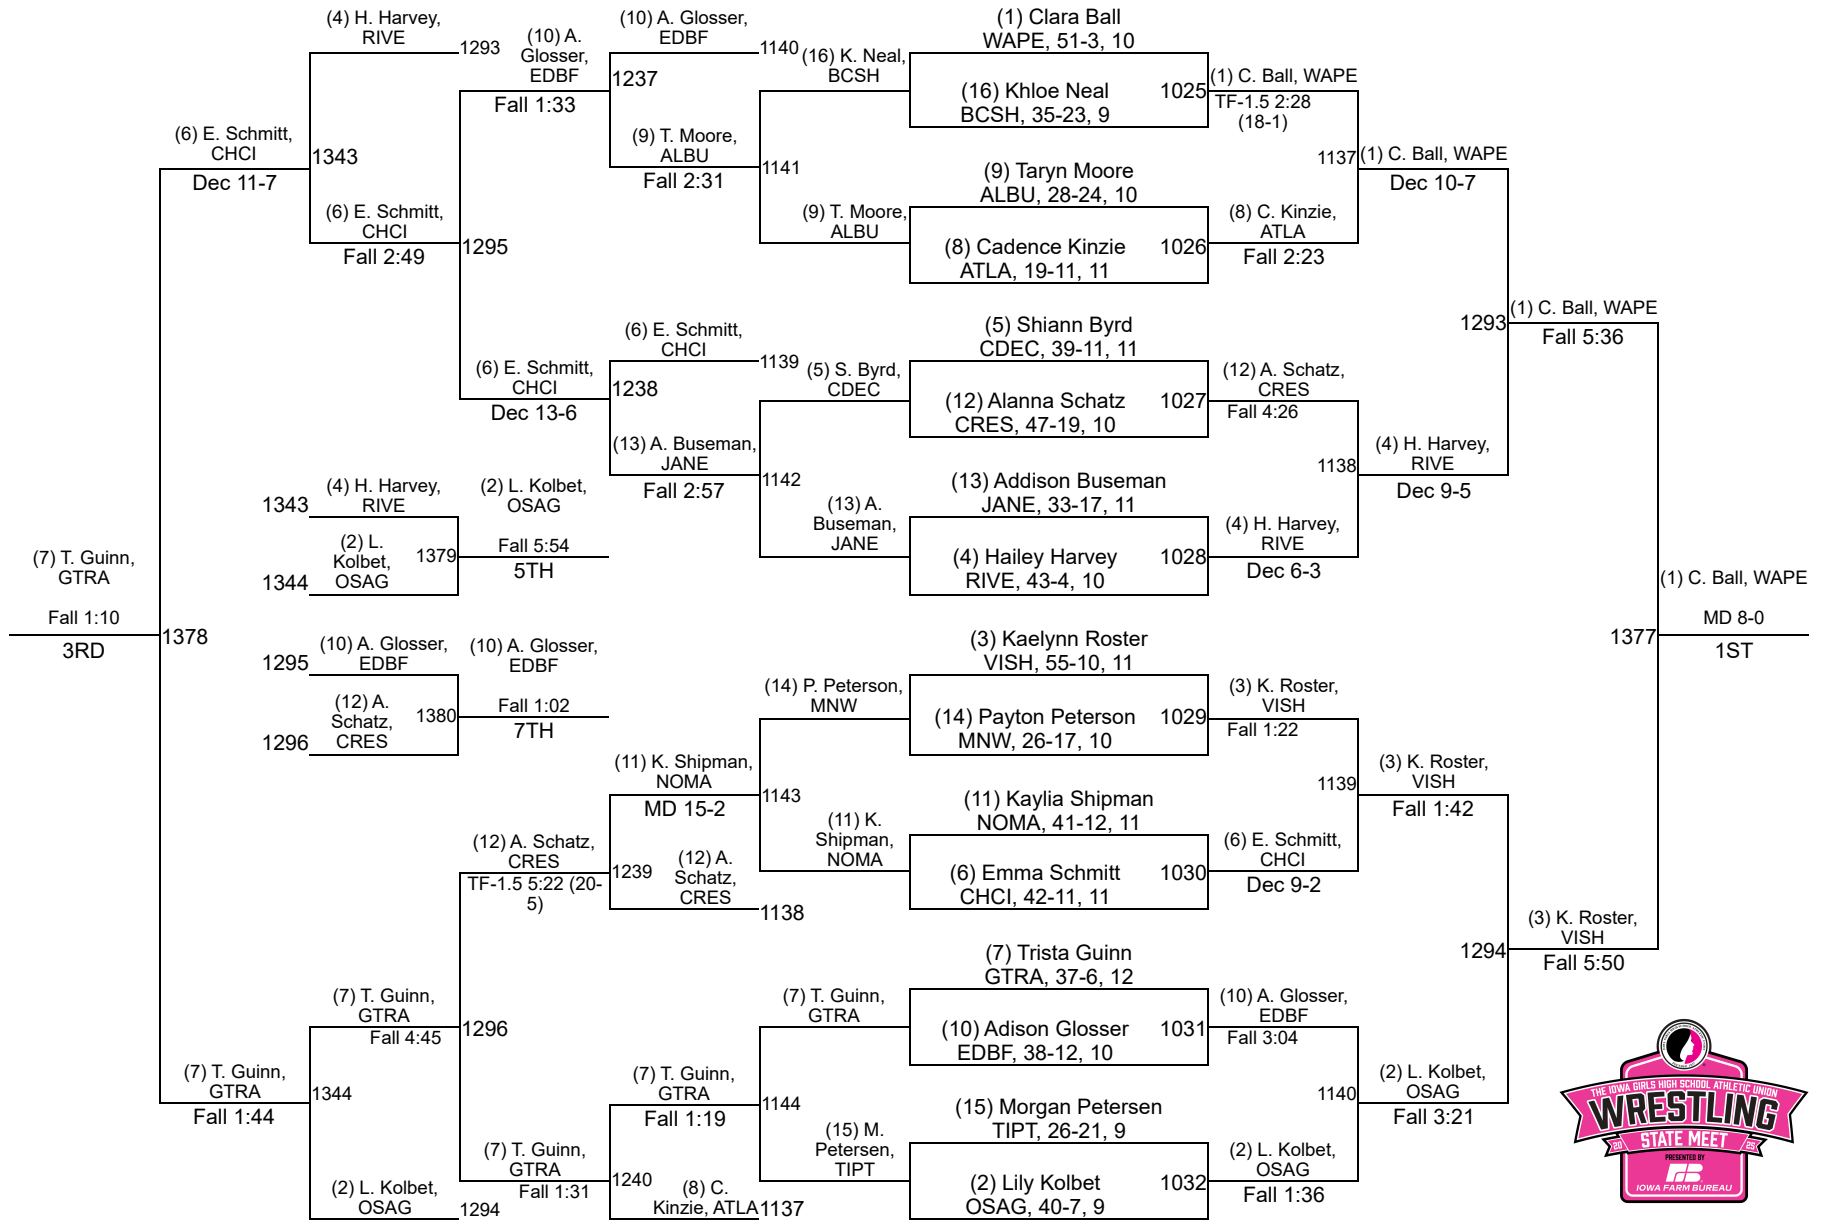 (4) H. Harvey,
RIVE
1293
(6) E. Schmitt,
CHCI
Dec 11-7
1343
(6) E. Schmitt,
CHCI
Fall 2:49
(10) A.
Glosser,
EDBF
Fall 1:33
1295
(10) A. Glosser,
EDBF
1140
1237
(9) T. Moore,
ALBU
Fall 2:31
1141
(16) K. Neal,
BCSH
(9) T. Moore,
ALBU
(6) E. Schmitt,
CHCI
Dec 13-6
(6) E. Schmitt,
CHCI
1139
1238
(13) A. Buseman,
JANE
Fall 2:57
1142
(5) S. Byrd,
CDEC
(13) A.
Buseman,
JANE
1343
(4) H. Harvey,
RIVE
1344
(2) L.
Kolbet,
OSAG
1379
(2) L. Kolbet,
OSAG
Fall 5:54
5TH
(7) T. Guinn,
GTRA
Fall 1:10
3RD
1378
1295
(10) A. Glosser,
EDBF
1296
(12) A.
Schatz,
CRES
1380
(10) A. Glosser,
EDBF
Fall 1:02
7TH
(14) P. Peterson,
MNW
(11) K. Shipman,
NOMA
MD 15-2
1143
(11) K.
Shipman,
NOMA
(12) A. Schatz,
CRES
TF-1.5 5:22 (20-
5)
1239
(12) A.
Schatz,
CRES
1138
(7) T. Guinn,
GTRA
Fall 4:45
1296
(7) T. Guinn,
GTRA
Fall 1:44
1344
(2) L. Kolbet,
OSAG
1294
(7) T. Guinn,
GTRA
Fall 1:31
1240
(7) T. Guinn,
GTRA
Fall 1:19
1144
(8) C.
Kinzie, ATLA
1137
(7) T. Guinn,
GTRA
(15) M.
Petersen,
TIPT
(1) Clara Ball
WAPE, 51-3, 10
(16) Khloe Neal
BCSH, 35-23, 9
1025
(9) Taryn Moore
ALBU, 28-24, 10
(8) Cadence Kinzie
ATLA, 19-11, 11
1026
(5) Shiann Byrd
CDEC, 39-11, 11
(12) Alanna Schatz
CRES, 47-19, 10
1027
(13) Addison Buseman
JANE, 33-17, 11
(4) Hailey Harvey
RIVE, 43-4, 10
1028
(3) Kaelynn Roster
VISH, 55-10, 11
(14) Payton Peterson
MNW, 26-17, 10
1029
(11) Kaylia Shipman
NOMA, 41-12, 11
(6) Emma Schmitt
CHCI, 42-11, 11
1030
(7) Trista Guinn
GTRA, 37-6, 12
(10) Adison Glosser
EDBF, 38-12, 10
1031
(15) Morgan Petersen
TIPT, 26-21, 9
(2) Lily Kolbet
OSAG, 40-7, 9
1032
(1) C. Ball, WAPE
TF-1.5 2:28
(18-1)
1137
(8) C. Kinzie,
ATLA
Fall 2:23
(1) C. Ball, WAPE
Dec 10-7
(12) A. Schatz,
CRES
Fall 4:26
1138
(4) H. Harvey,
RIVE
Dec 6-3
(4) H. Harvey,
RIVE
Dec 9-5
1293
(1) C. Ball, WAPE
Fall 5:36
(3) K. Roster,
VISH
Fall 1:22
1139
(6) E. Schmitt,
CHCI
Dec 9-2
(3) K. Roster,
VISH
Fall 1:42
(10) A. Glosser,
EDBF
Fall 3:04
1140
(2) L. Kolbet,
OSAG
Fall 1:36
(2) L. Kolbet,
OSAG
Fall 3:21
1294
(3) K. Roster,
VISH
Fall 5:50
1377
(1) C. Ball, WAPE
MD 8-0
1ST
THE IOWA GIRLS HIGH SCHOOL ATHLETIC UNION
WRESTLING
20 STATE MEET 25
PRESENTED BY
FB
IOWA FARM BUREAU